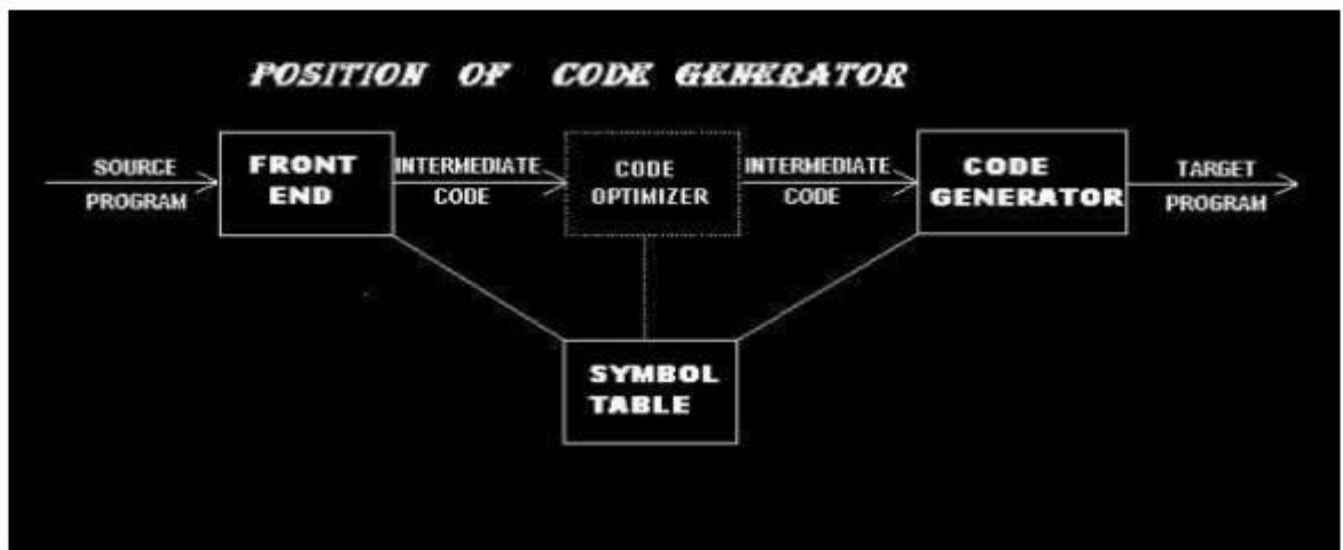 POSITION OF CODE GENERATOR
SOURCE
PROGRAM
FRONT
END
INTERMEDIATE
CODE
CODE
OPTIMIZER
INTERMEDIATE
CODE
CODE
GENERATOR
TARGET
PROGRAM
SYMBOL
TABLE